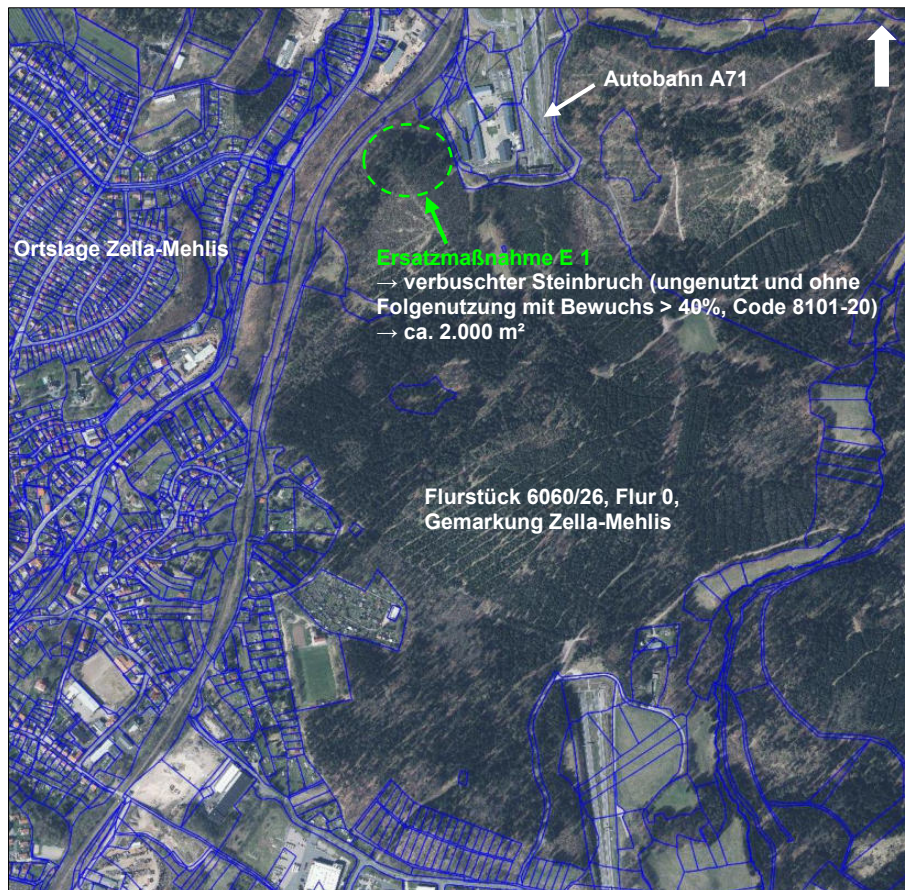 Autobahn A71
Ortslage Zella-Mehlis
Ersatzmaßnahme E 1
→ verbuschter Steinbruch (ungenutzt und ohne
Folgenutzung mit Bewuchs > 40%, Code 8101-20)
→ ca. 2.000 m²
Flurstück 6060/26, Flur 0,
Gemarkung Zella-Mehlis